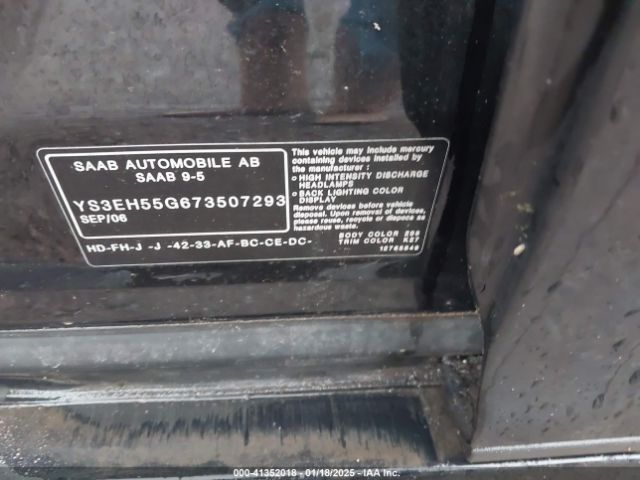 SAAB AUTOMOBILE AB
SAAB 9-5
YS3EH55G673507293
SEP/06
HD-FH-J -J -42-33-AF-BC-CE-DC-
This vehicle may include mercury
containing devices installed by
the manufacturer :
o HIGH INTENSITY DISCHARGE
HEADLAMPS
o BACK LIGHTING COLOR
DISPLAY
Remove devices before vehicle
disposal. Upon removal of devices,
please reuse, recycle or dispose as
hazardous waste.
BODY COLOR
TRIM COLOR K27
000-41352018 - 01/18/2025 - IAA Inc.